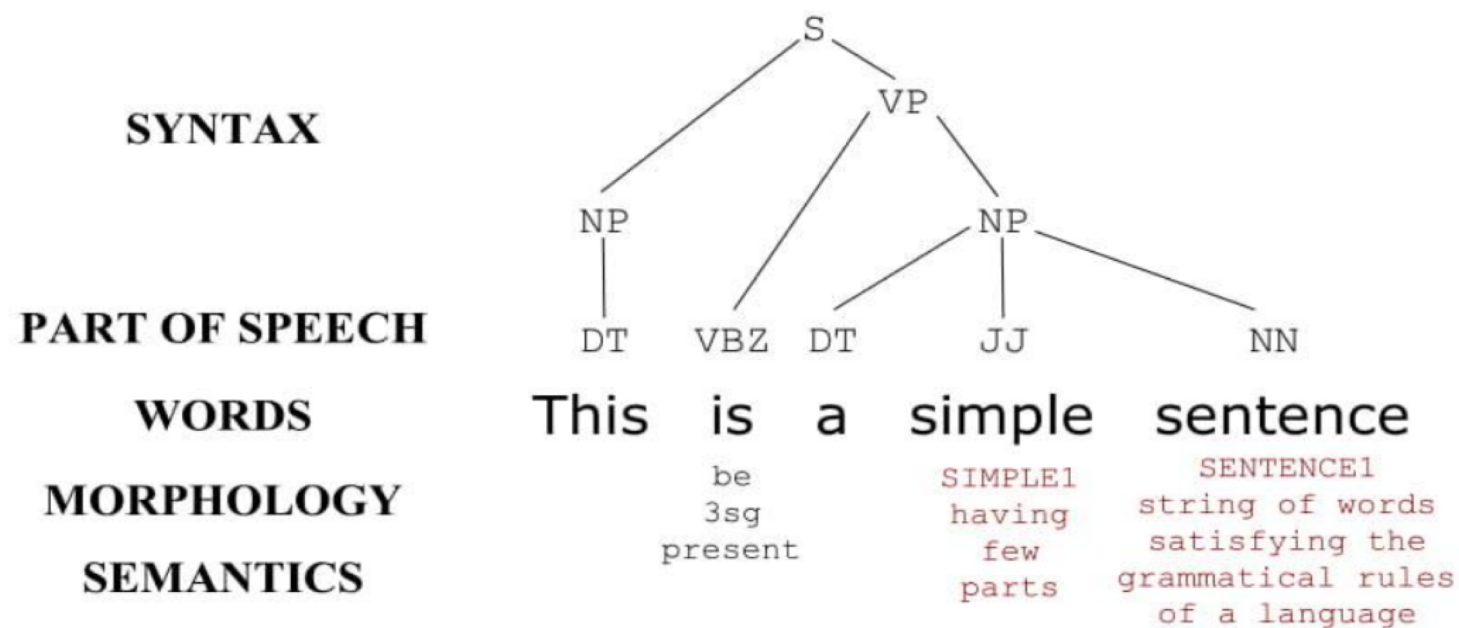 S
VP
SYNTAX
NP NP
PART OF SPEECH DT VBZ DT JJ NN
WORDS This is a simple sentence
MORPHOLOGY
SEMANTICS
be
3sg
present
SIMPLE1
having
few
parts
SENTENCE1
string of words
satisfying the
grammatical rules
of a language